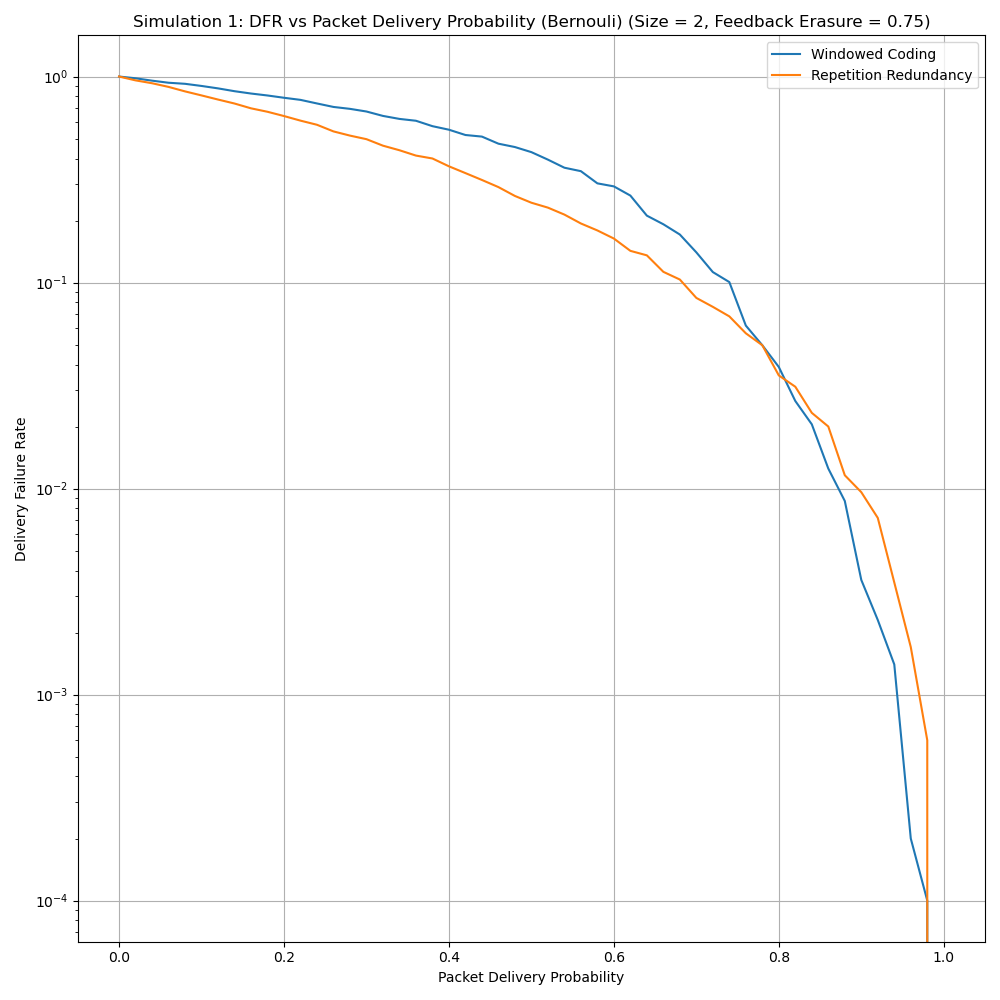 Simulation 1: DFR vs Packet Delivery Probability (Bernouli) (Size = 2, Feedback Erasure = 0.75)
Windowed Coding
Repetition Redundancy
Delivery Failure Rate
10⁰
10⁻¹
10⁻²
10⁻³
10⁻⁴
0.0 0.2 0.4 0.6 0.8 1.0
Packet Delivery Probability